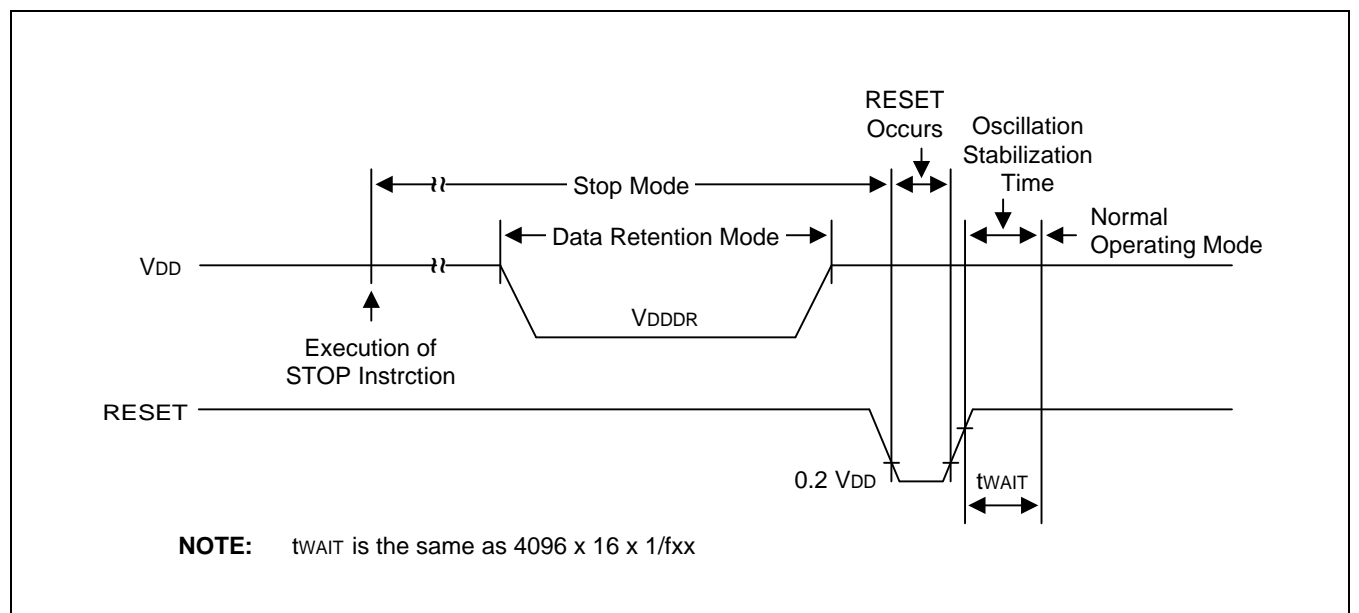 RESET
Occurs
Oscillation
Stabilization
Time
Stop Mode
Normal
Operating Mode
Data Retention Mode
VDD
VDDDR
Execution of
STOP Instrction
RESET
0.2 VDD
tWAIT
NOTE: tWAIT is the same as 4096 x 16 x 1/fxx